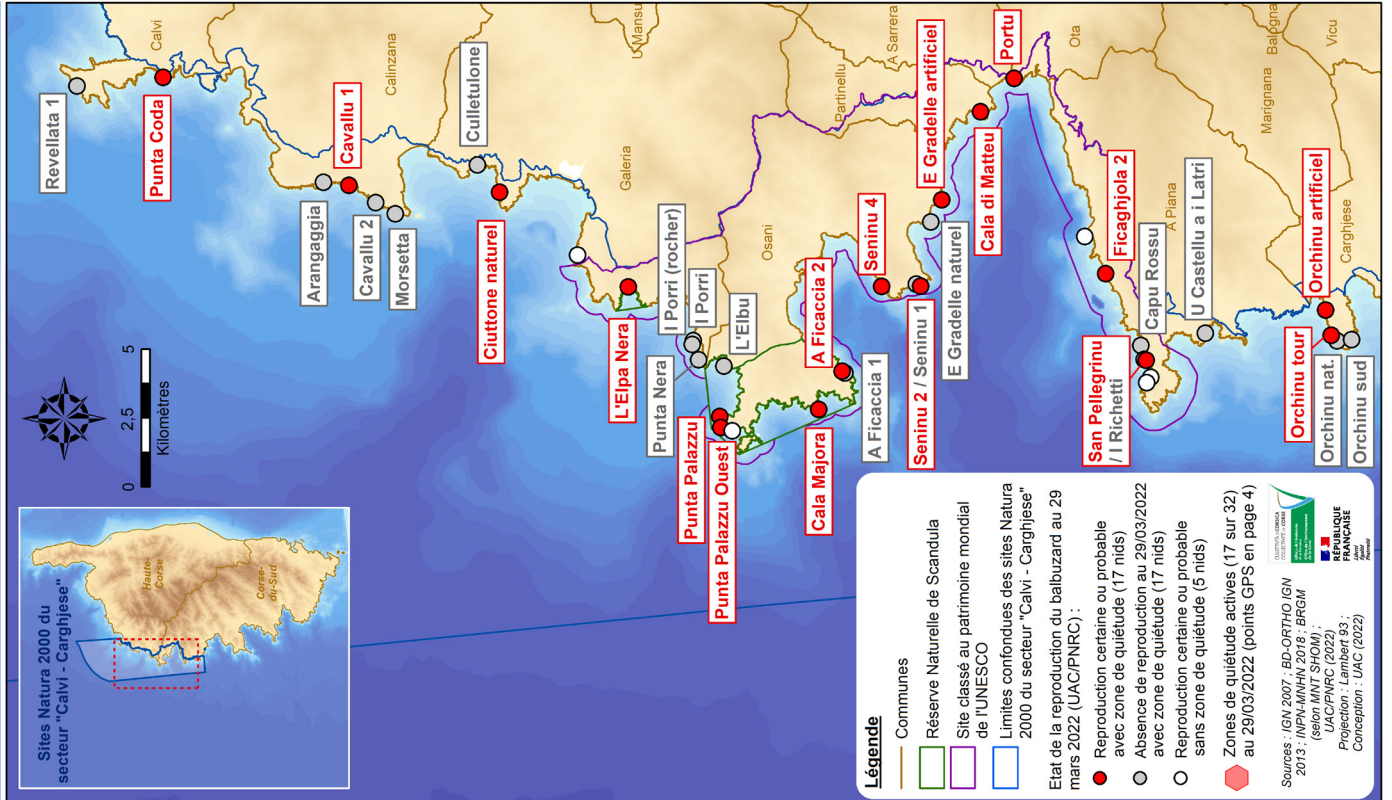 Sites Natura 2000 du
secteur "Calvi - Carghjese"
Haute-
Corse
Corse-
du-Sud
0
2,5
5
Kilomètres
Revellata 1
Calvi
Punta Coda
Calinzana
Arangaggia
Cavallu 1
Cavallu 2
Morsetta
Culletulone
Ciuttone naturel
U Mansu
Galeria
L'Elpa Nera
I Porri (rocher)
I Porri
Punta Nera
L'Elbu
Punta Palazzu
Punta Palazzu Ouest
Osani
Partinellu
A Ficaccia 2
Cala Majora
A Ficaccia 1
A Sarrera
Seninu 4
Seninu 2 / Seninu 1
E Gradelle artificiel
E Gradelle naturel
Cala di Matteu
Portu
Ota
Ficaghjola 2
A Piana
San Pellegrinu
/ I Richetti
Capu Rossu
U Castellu a i Latri
Marignana
Balogna
Vicu
Orchinu artificiel
Carghjese
Orchinu tour
Orchinu nat.
Orchinu sud
Légende
Communes
Réserve Naturelle de Scandula
Site classé au patrimoine mondial
de l'UNESCO
Limites confondues des sites Natura
2000 du secteur "Calvi - Carghjese"
Etat de la reproduction du balbuzard au 29
mars 2022 (UAC/PNRC) :
Reproduction certaine ou probable
avec zone de quiétude (17 nids)
Absence de reproduction au 29/03/2022
avec zone de quiétude (17 nids)
Reproduction certaine ou probable
sans zone de quiétude (5 nids)
Zones de quiétude actives (17 sur 32)
au 29/03/2022 (points GPS en page 4)
Sources : IGN 2007 ; BD-ORTHO IGN
2013 ; INPN-MNHN 2018 ; BRGM
(selon MNT SHOM) ;
UAC/PNRC (2022)
Projection : Lambert 93 ;
Conception : UAC (2022)
RÉPUBLIQUE
FRANÇAISE
Liberté
Égalité
Fraternité